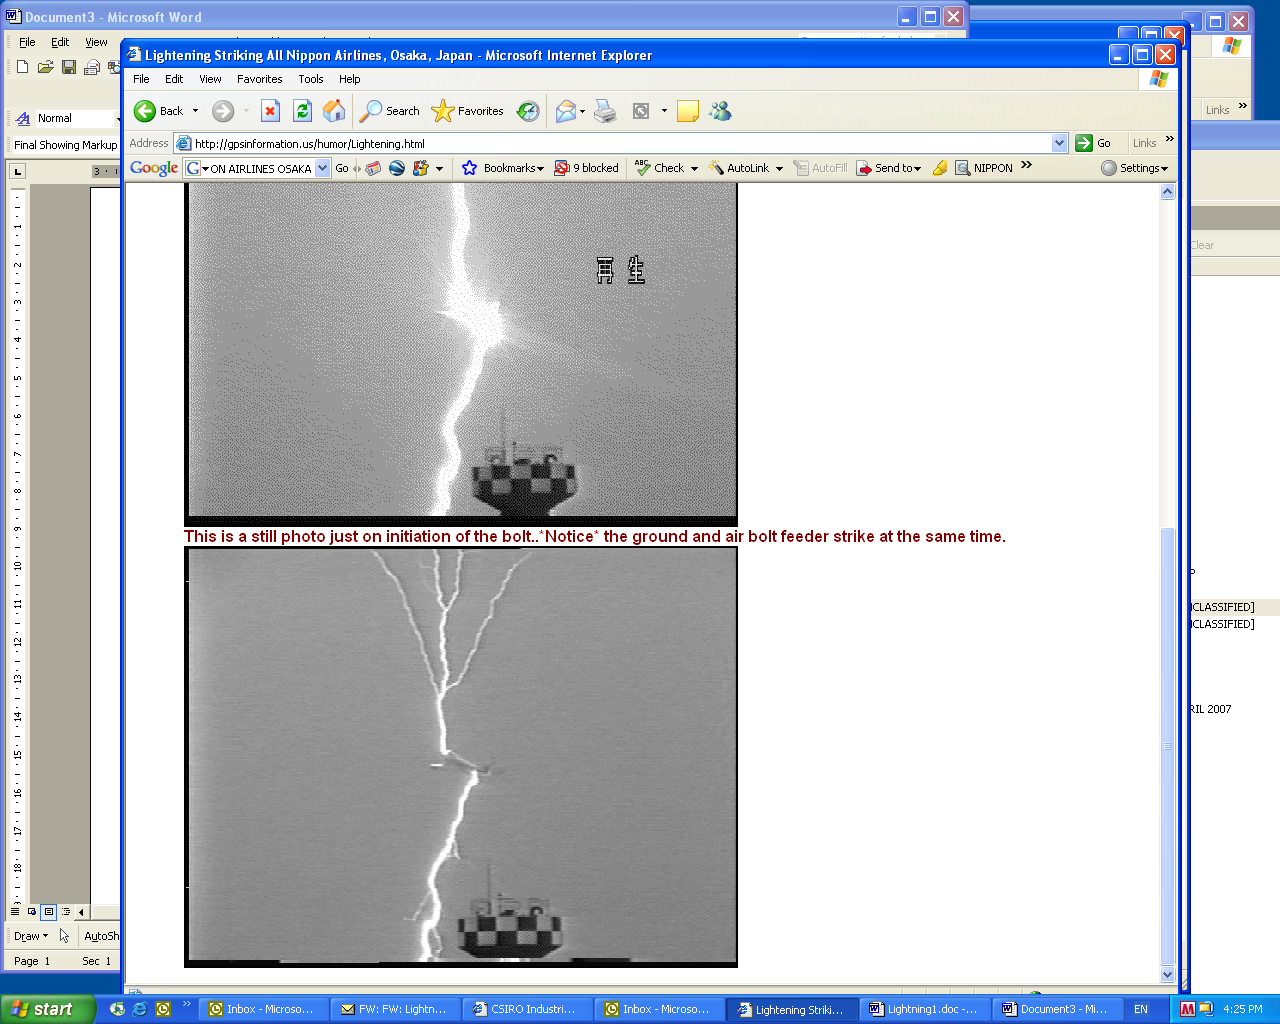 Document3 - Microsoft Word
File Edit View
Normal
Final Showing Markup
Lightening Striking All Nippon Airlines, Osaka, Japan - Microsoft Internet Explorer
File Edit View Favorites Tools Help
Back Search Favorites
Address http://gpsinformation.us/humor/Lightening.html Go Links »
Links »
Google G ON AIRLINES OSAKA Go Bookmarks 9 blocked Check AutoLink AutoFill Send to NIPPON » Settings
Clear
再 生
This is a still photo just on initiation of the bolt..*Notice* the ground and air bolt feeder strike at the same time.
NCLASSIFIED]
NCLASSIFIED]
RIL 2007
Draw AutoSh
Page 1 Sec 1
start » Inbox - Microso... FW: FW: Lightn... CSIRO Industri... Inbox - Microso... Lightening Striki... Lightning1.doc -... Document3 - Mi... EN 4:25 PM